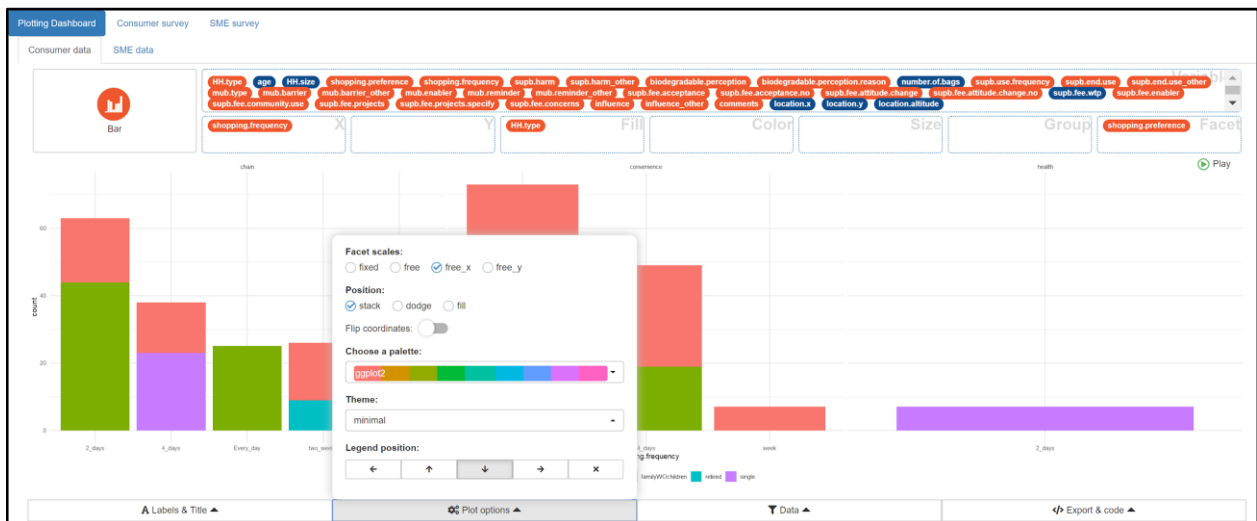 Plotting Dashboard Consumer survey SME survey
Consumer data SME data
HH.type age HH.size shopping.preference shopping.frequency supb.harm supb.harm_other biodegradable.perception biodegradable.perception.reason number.of.bags supb.use.frequency supb.end.use supb.end.use_other
mub.type mub.barrier mub.barrier_other mub.enabler mub.reminder mub.reminder_other supb.fee.acceptance supb.fee.acceptance.no supb.fee.attitude.change supb.fee.attitude.change.no supb.fee.wtp supb.fee.enabler
supb.fee.community.use supb.fee.projects supb.fee.projects.specify supb.fee.concerns influence influence_other comments location.x location.y location.altitude
Bar
shopping.frequency X Y HH.type Fill Color Size Group shopping.preference Facet
chain convenience health
Play
60
40
20
0
count
2_days 4_days Every_day week 2_days
familyWOchildren retired single
Facet scales:
fixed free free_x free_y
Position:
stack dodge fill
Flip coordinates:
Choose a palette:
ggplot2
Theme:
minimal
Legend position:
Labels & Title Plot options Data Export & code